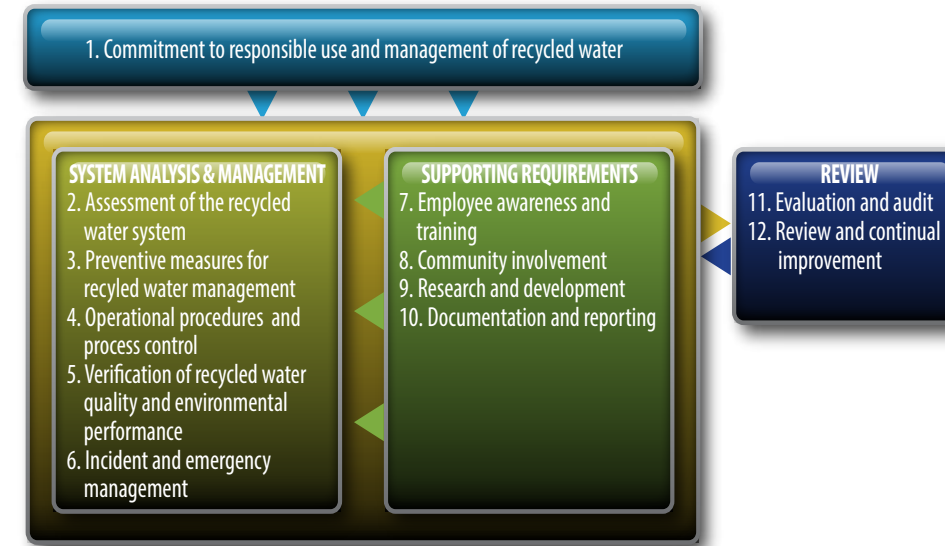 1. Commitment to responsible use and management of recycled water
SYSTEM ANALYSIS & MANAGEMENT
2. Assessment of the recycled
water system
3. Preventive measures for
recyled water management
4. Operational procedures and
process control
5. Verification of recycled water
quality and environmental
performance
6. Incident and emergency
management
SUPPORTING REQUIREMENTS
7. Employee awareness and
training
8. Community involvement
9. Research and development
10. Documentation and reporting
REVIEW
11. Evaluation and audit
12. Review and continual
improvement